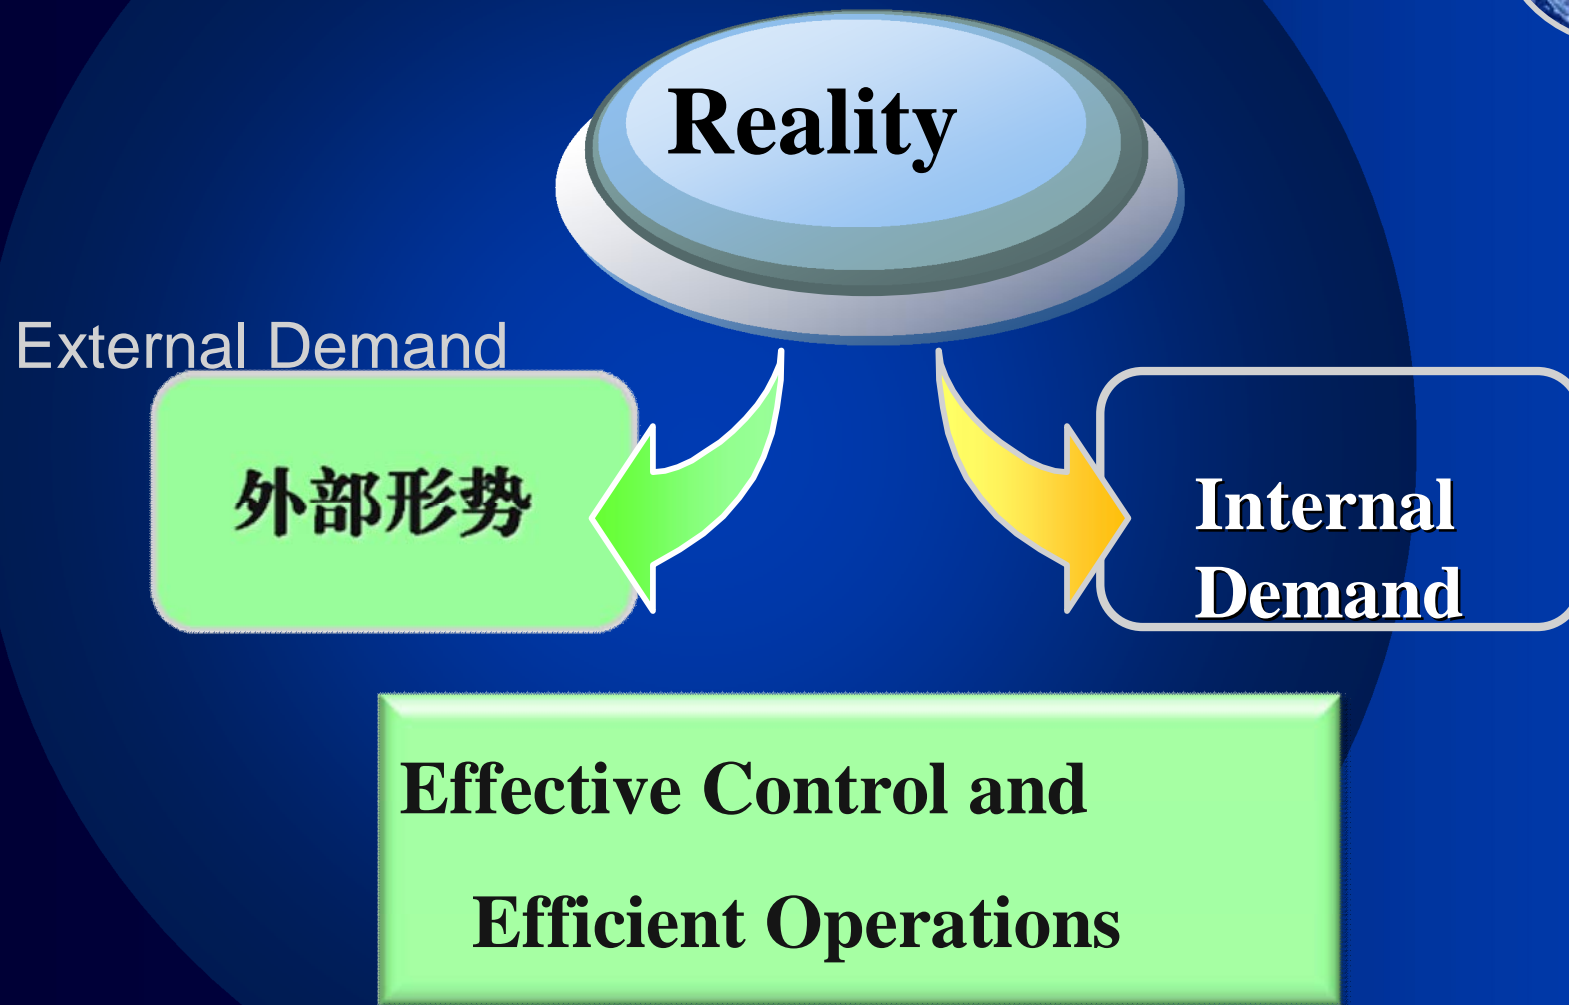 Reality
External Demand
外部形势
Internal
Demand
Effective Control and
Efficient Operations